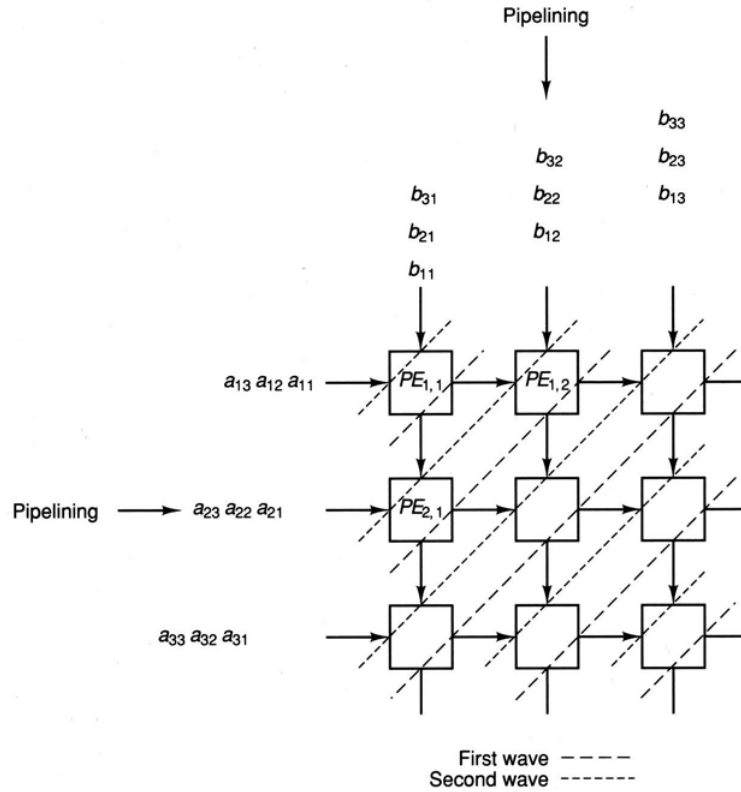 Pipelining
b33
b32 b23
b31 b22 b13
b21 b12
b11
a13 a12 a11 PE1,1 PE1,2
Pipelining a23 a22 a21 PE2,1
a33 a32 a31
First wave
Second wave